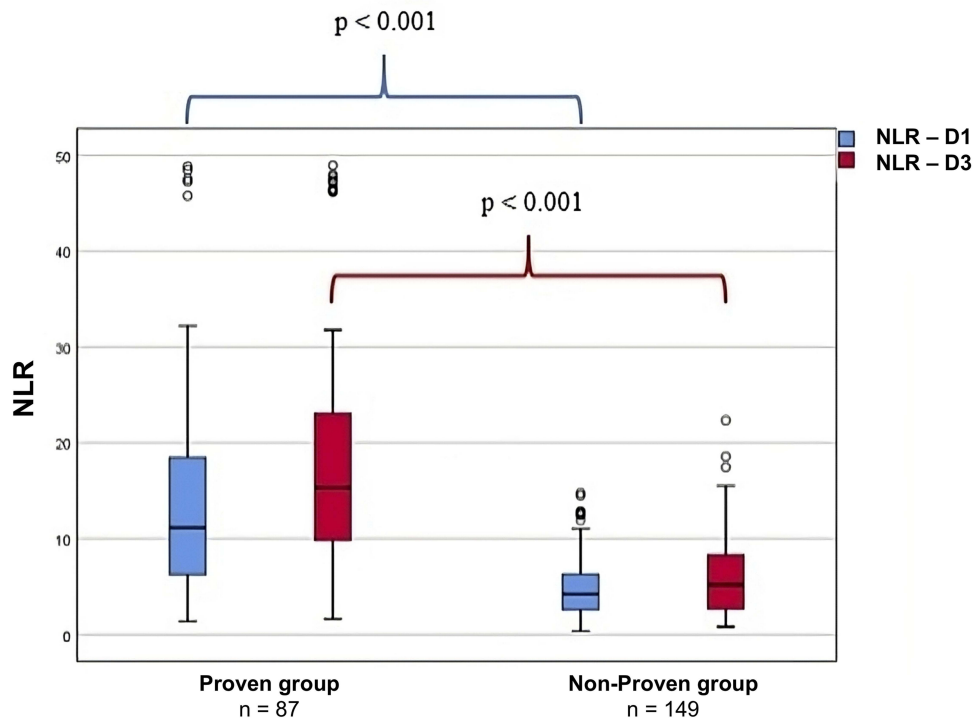 p < 0.001
NLR – D1
NLR – D3
50
p < 0.001
40
30
NLR
20
10
0
Proven group
Non-Proven group
n = 87
n = 149